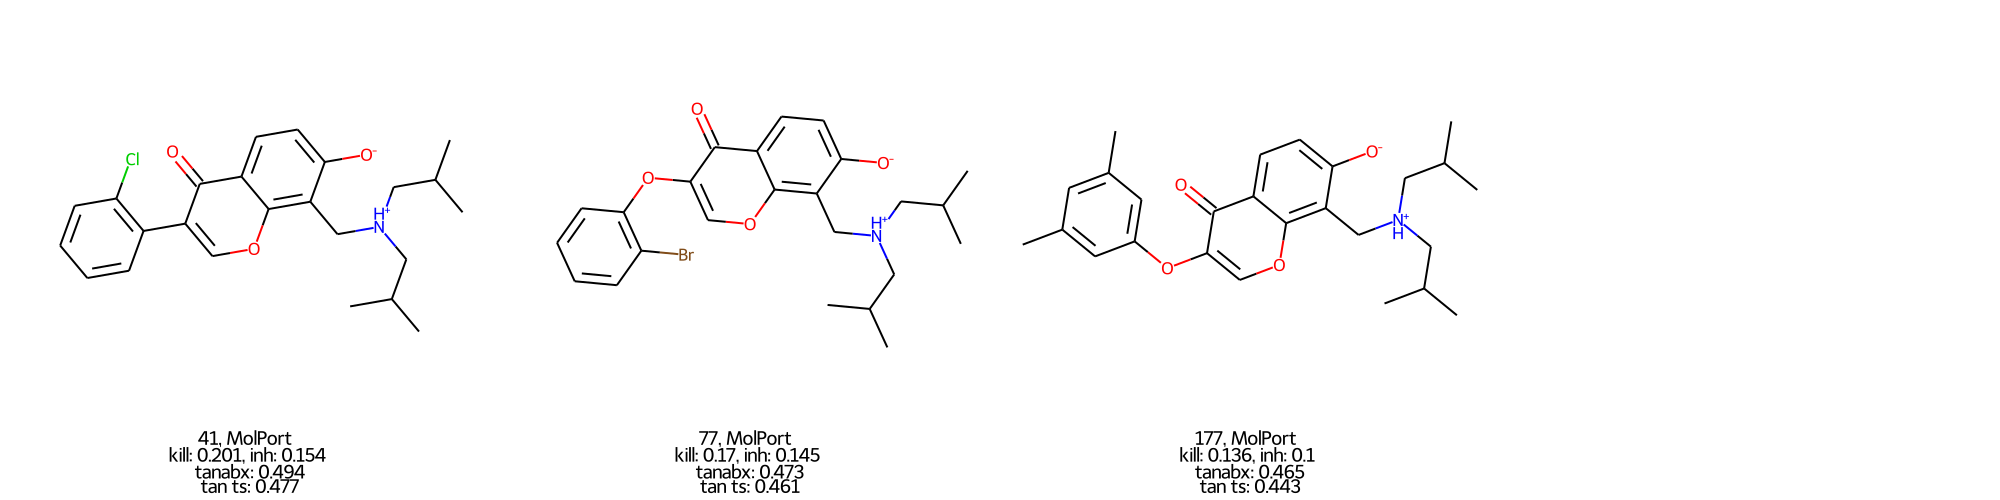 Cl
O
O⁻
H⁺
N
O
41, MolPort
kill: 0.201, inh: 0.154
tanabx: 0.494
tan ts: 0.477
O
O⁻
O
O
H⁺
N
Br
77, MolPort
kill: 0.17, inh: 0.145
tanabx: 0.473
tan ts: 0.461
O
O⁻
N⁺
H
O
O
177, MolPort
kill: 0.136, inh: 0.1
tanabx: 0.465
tan ts: 0.443